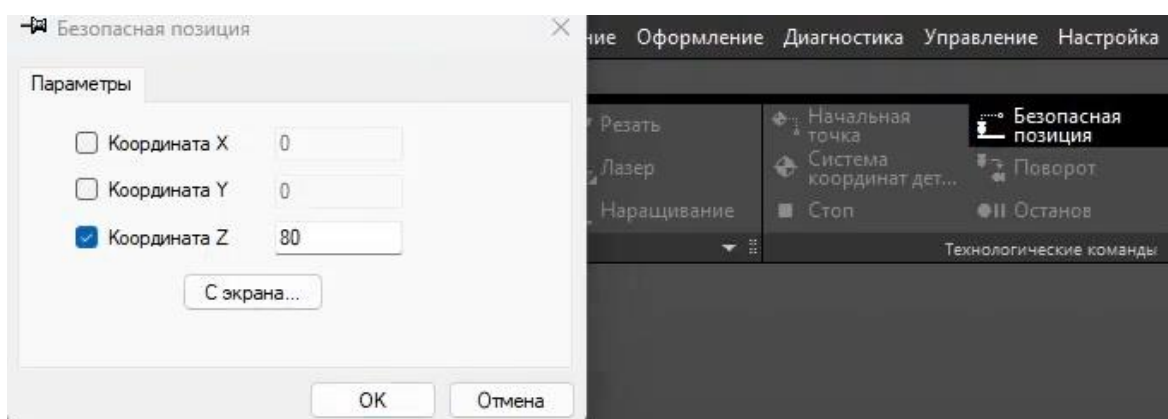 Безопасная позиция
Параметры
Координата X 0
Координата Y 0
Координата Z 80
С экрана...
ОК Отмена
ние Оформление Диагностика Управление Настройка
Резать
Лазер
Наращивание
Начальная
точка
Система
координат дет...
Стоп
Безопасная
позиция
Поворот
Останов
Технологические команды